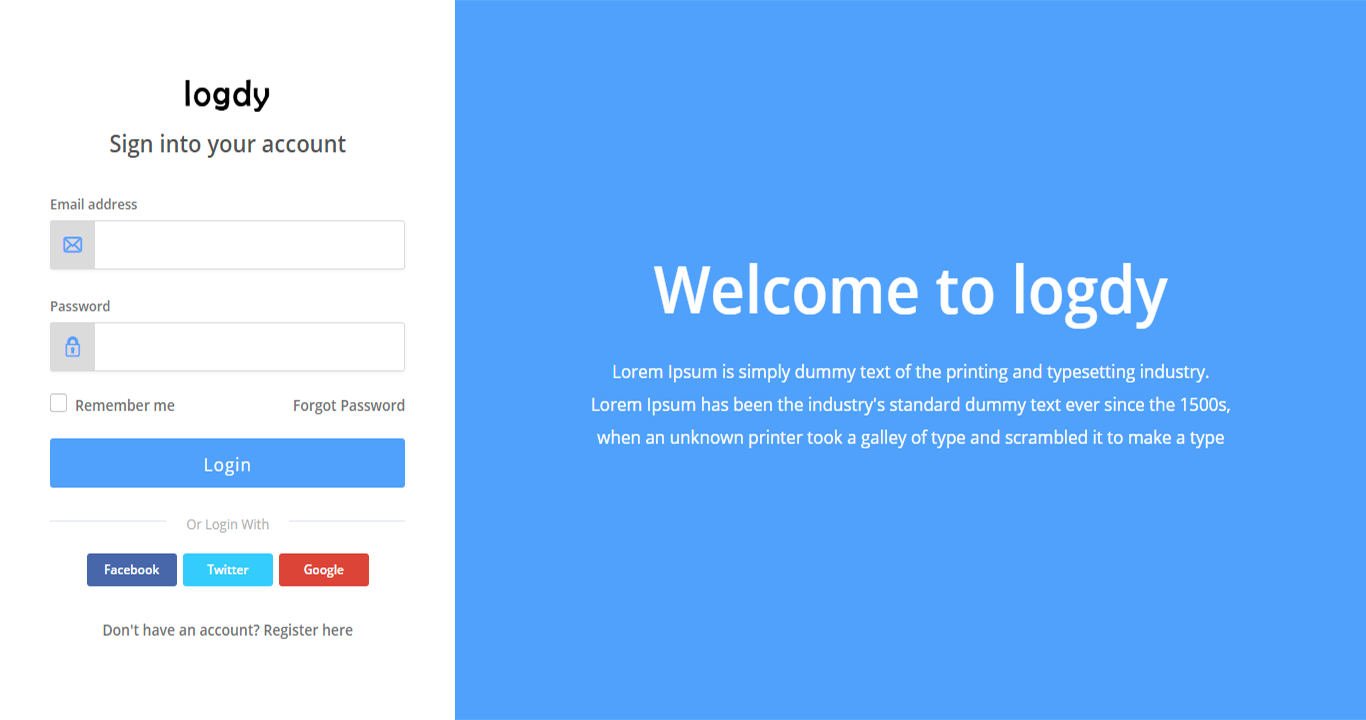 logdy
Sign into your account
Email address
Password
Remember me
Forgot Password
Login
Or Login With
Facebook
Twitter
Google
Don't have an account? Register here
Welcome to logdy
Lorem Ipsum is simply dummy text of the printing and typesetting industry.
Lorem Ipsum has been the industry's standard dummy text ever since the 1500s,
when an unknown printer took a galley of type and scrambled it to make a type